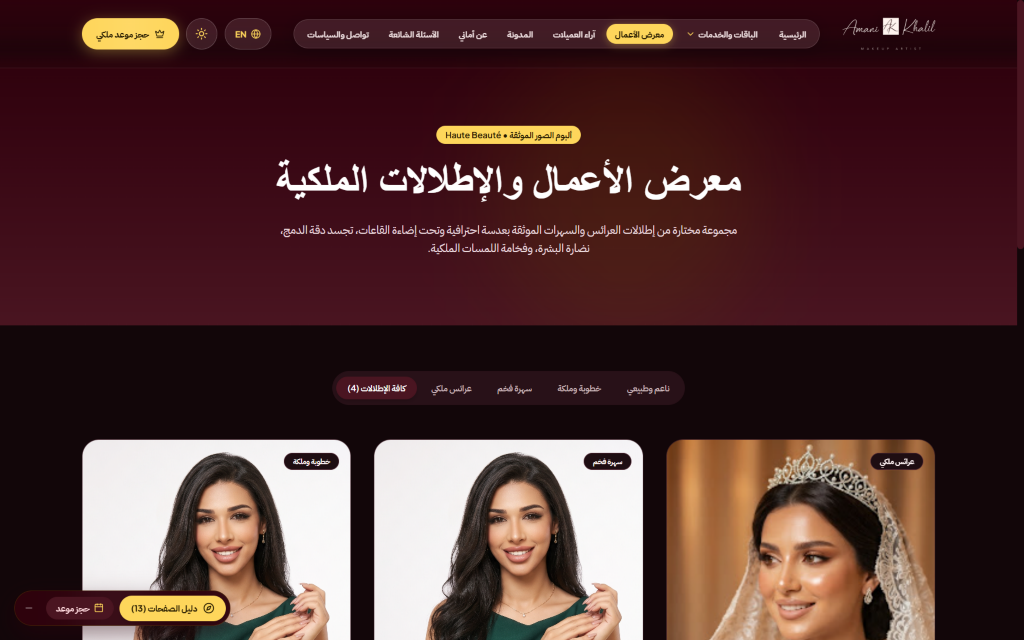 Amani AK Khalil
MAKEUP ARTIST
الرئيسية
الباقات والخدمات
معرض الأعمال
آراء العميلات
المدونة
عن أماني
الأسئلة الشائعة
تواصل والسياسات
EN
حجز موعد ملكي
ألبوم الصور الموثقة • Haute Beauté
معرض الأعمال والإطلالات الملكية
مجموعة مختارة من إطلالات العرائس والسهرات الموثقة بعدسة احترافية وتحت إضاءة القاعات، تجسد دقة الدمج،
نضارة البشرة، وفخامة اللمسات الملكية.
ناعم وطبيعي
خطوبة وملكة
سهرة فخم
عرائس ملكي
كافة الإطلالات (4)
عرائس ملكي
سهرة فخم
خطوبة وملكة
دليل الصفحات (13)
حجز موعد